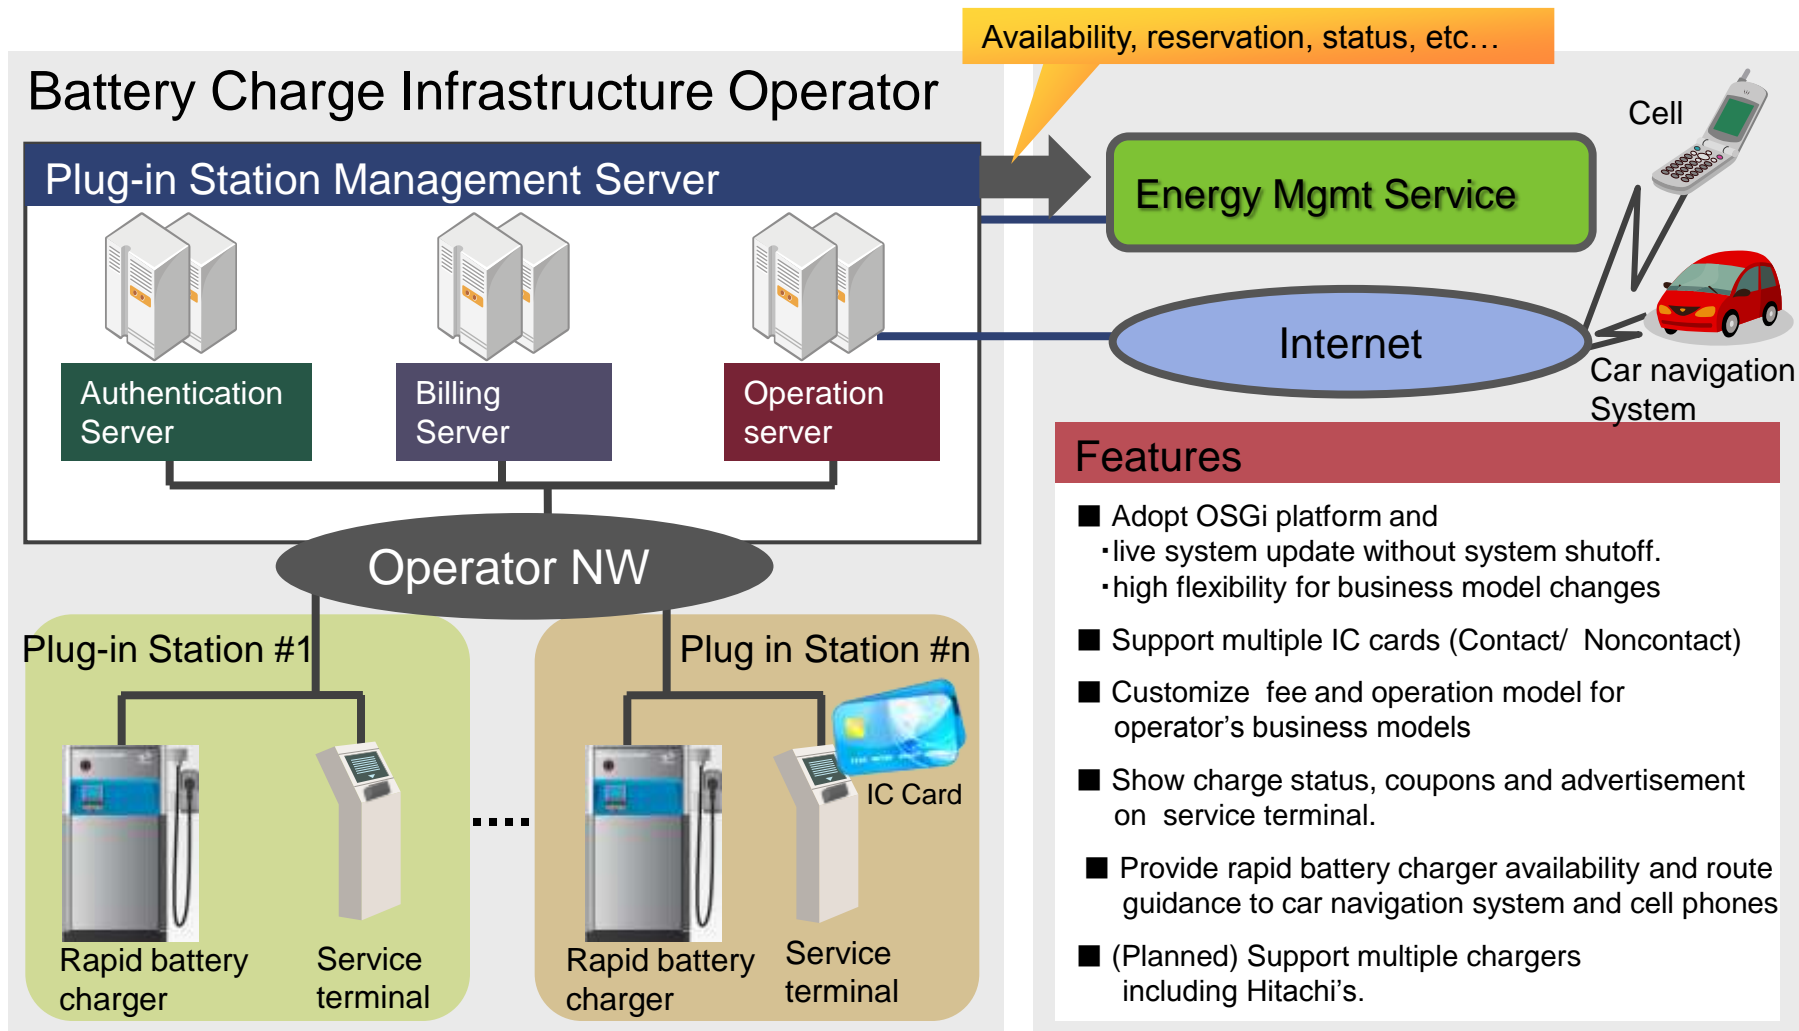 Availability, reservation, status, etc…
Battery Charge Infrastructure Operator
Plug-in Station Management Server
Authentication
Server
Billing
Server
Operation
server
Operator NW
Plug-in Station #1
Rapid battery
charger
Service
terminal
Plug in Station #n
IC Card
Rapid battery
charger
Service
terminal
Energy Mgmt Service
Internet
Cell
Car navigation
System
Features
■ Adopt OSGi platform and
・live system update without system shutoff.
・high flexibility for business model changes
■ Support multiple IC cards (Contact/ Noncontact)
■ Customize fee and operation model for
operator’s business models
■ Show charge status, coupons and advertisement
on service terminal.
■ Provide rapid battery charger availability and route
guidance to car navigation system and cell phones
■ (Planned) Support multiple chargers
including Hitachi’s.